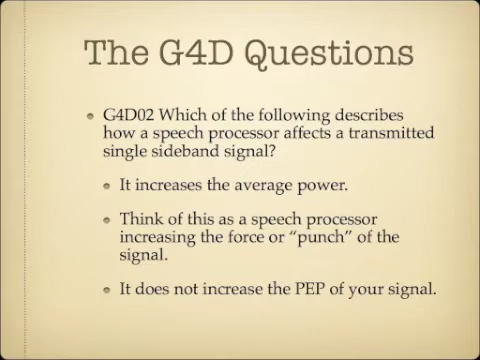 The G4D Questions
G4D02 Which of the following describes
how a speech processor affects a transmitted
single sideband signal?
It increases the average power.
Think of this as a speech processor
increasing the force or “punch” of the
signal.
It does not increase the PEP of your signal.